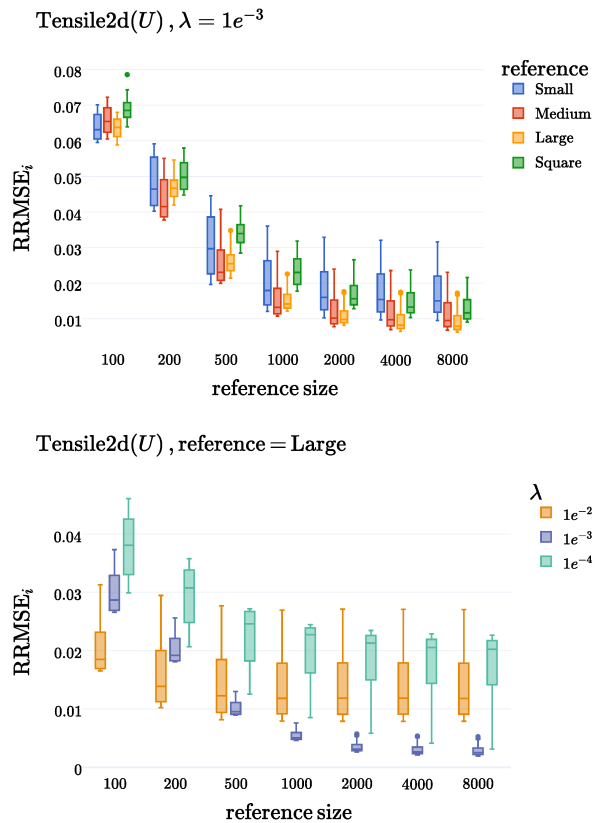 Tensile2d(U) , λ = 1e⁻³
reference
Small
Medium
Large
Square
RRMSEᵢ
0.08
0.07
0.06
0.05
0.04
0.03
0.02
0.01
100 200 500 1000 2000 4000 8000
reference size
Tensile2d(U) , reference = Large
λ
1e⁻²
1e⁻³
1e⁻⁴
RRMSEᵢ
0.04
0.03
0.02
0.01
0
100 200 500 1000 2000 4000 8000
reference size